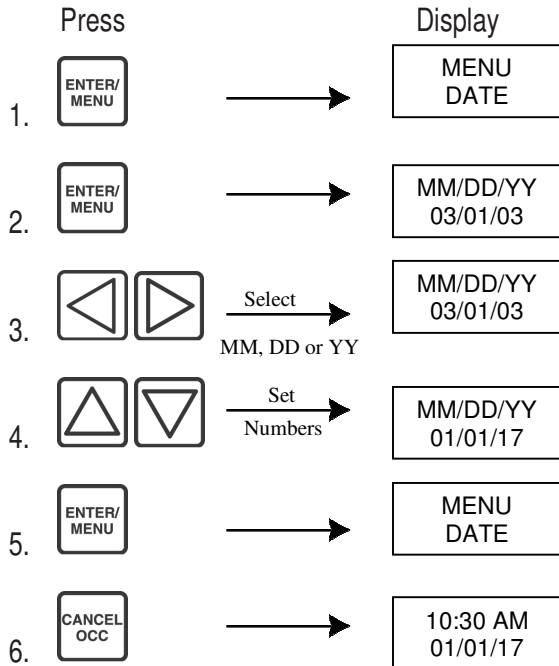 Press Display
1. ENTER/
MENU
MENU
DATE
2. ENTER/
MENU
MM/DD/YY
03/01/03
3. Select
MM, DD or YY
MM/DD/YY
03/01/03
4. Set
Numbers
MM/DD/YY
01/01/17
5. ENTER/
MENU
MENU
DATE
6. CANCEL
OCC
10:30 AM
01/01/17